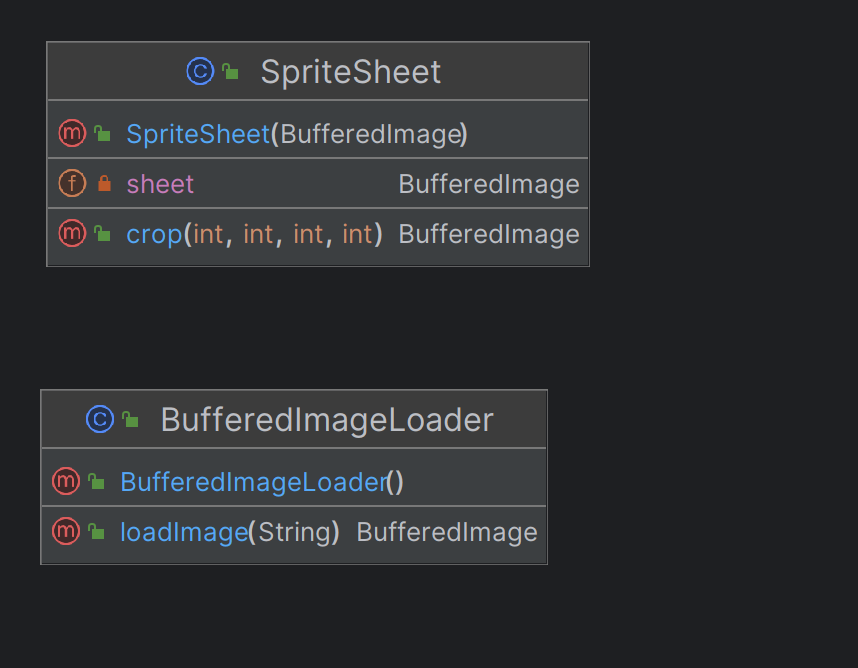 C SpriteSheet
m SpriteSheet(BufferedImage)
f sheet BufferedImage
m crop(int, int, int, int) BufferedImage
C BufferedImageLoader
m BufferedImageLoader()
m loadImage(String) BufferedImage